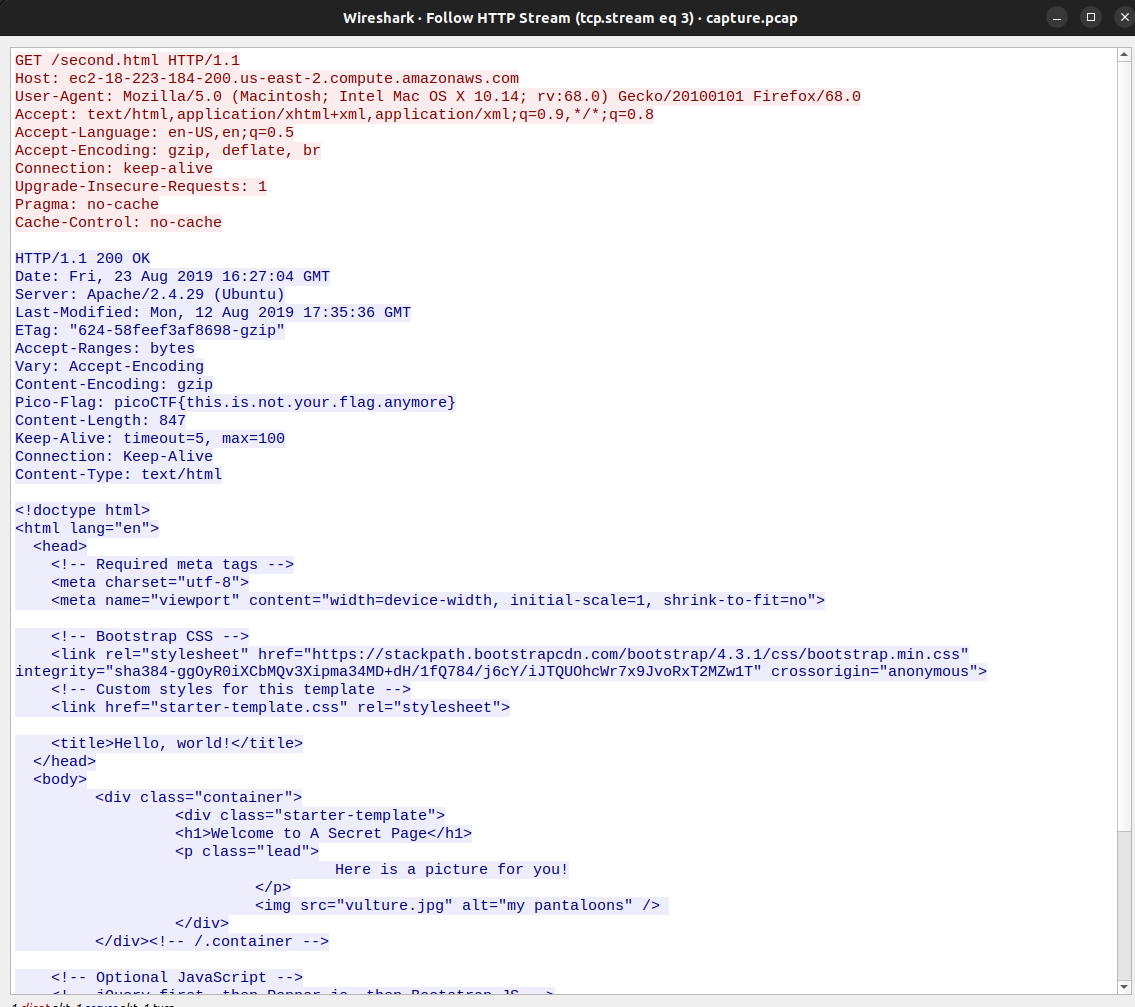 Wireshark · Follow HTTP Stream (tcp.stream eq 3) · capture.pcap
GET /second.html HTTP/1.1
Host: ec2-18-223-184-200.us-east-2.compute.amazonaws.com
User-Agent: Mozilla/5.0 (Macintosh; Intel Mac OS X 10.14; rv:68.0) Gecko/20100101 Firefox/68.0
Accept: text/html,application/xhtml+xml,application/xml;q=0.9,*/*;q=0.8
Accept-Language: en-US,en;q=0.5
Accept-Encoding: gzip, deflate, br
Connection: keep-alive
Upgrade-Insecure-Requests: 1
Pragma: no-cache
Cache-Control: no-cache
HTTP/1.1 200 OK
Date: Fri, 23 Aug 2019 16:27:04 GMT
Server: Apache/2.4.29 (Ubuntu)
Last-Modified: Mon, 12 Aug 2019 17:35:36 GMT
ETag: "624-58feef3af8698-gzip"
Accept-Ranges: bytes
Vary: Accept-Encoding
Content-Encoding: gzip
Pico-Flag: picoCTF{this.is.not.your.flag.anymore}
Content-Length: 847
Keep-Alive: timeout=5, max=100
Connection: Keep-Alive
Content-Type: text/html
<!doctype html>
<html lang="en">
<head>
<!-- Required meta tags -->
<meta charset="utf-8">
<meta name="viewport" content="width=device-width, initial-scale=1, shrink-to-fit=no">
<!-- Bootstrap CSS -->
<link rel="stylesheet" href="https://stackpath.bootstrapcdn.com/bootstrap/4.3.1/css/bootstrap.min.css"
integrity="sha384-ggOyR0iXCbMQv3Xipma34MD+dH/1fQ784/j6cY/iJTQUOhcWr7x9JvoRxT2MZw1T" crossorigin="anonymous">
<!-- Custom styles for this template -->
<link href="starter-template.css" rel="stylesheet">
<title>Hello, world!</title>
</head>
<body>
<div class="container">
<div class="starter-template">
<h1>Welcome to A Secret Page</h1>
<p class="lead">
Here is a picture for you!
</p>
<img src="vulture.jpg" alt="my pantaloons" />
</div>
</div><!-- /.container -->
<!-- Optional JavaScript -->
<!-- jQuery first, then Popper.js, then Bootstrap JS -->